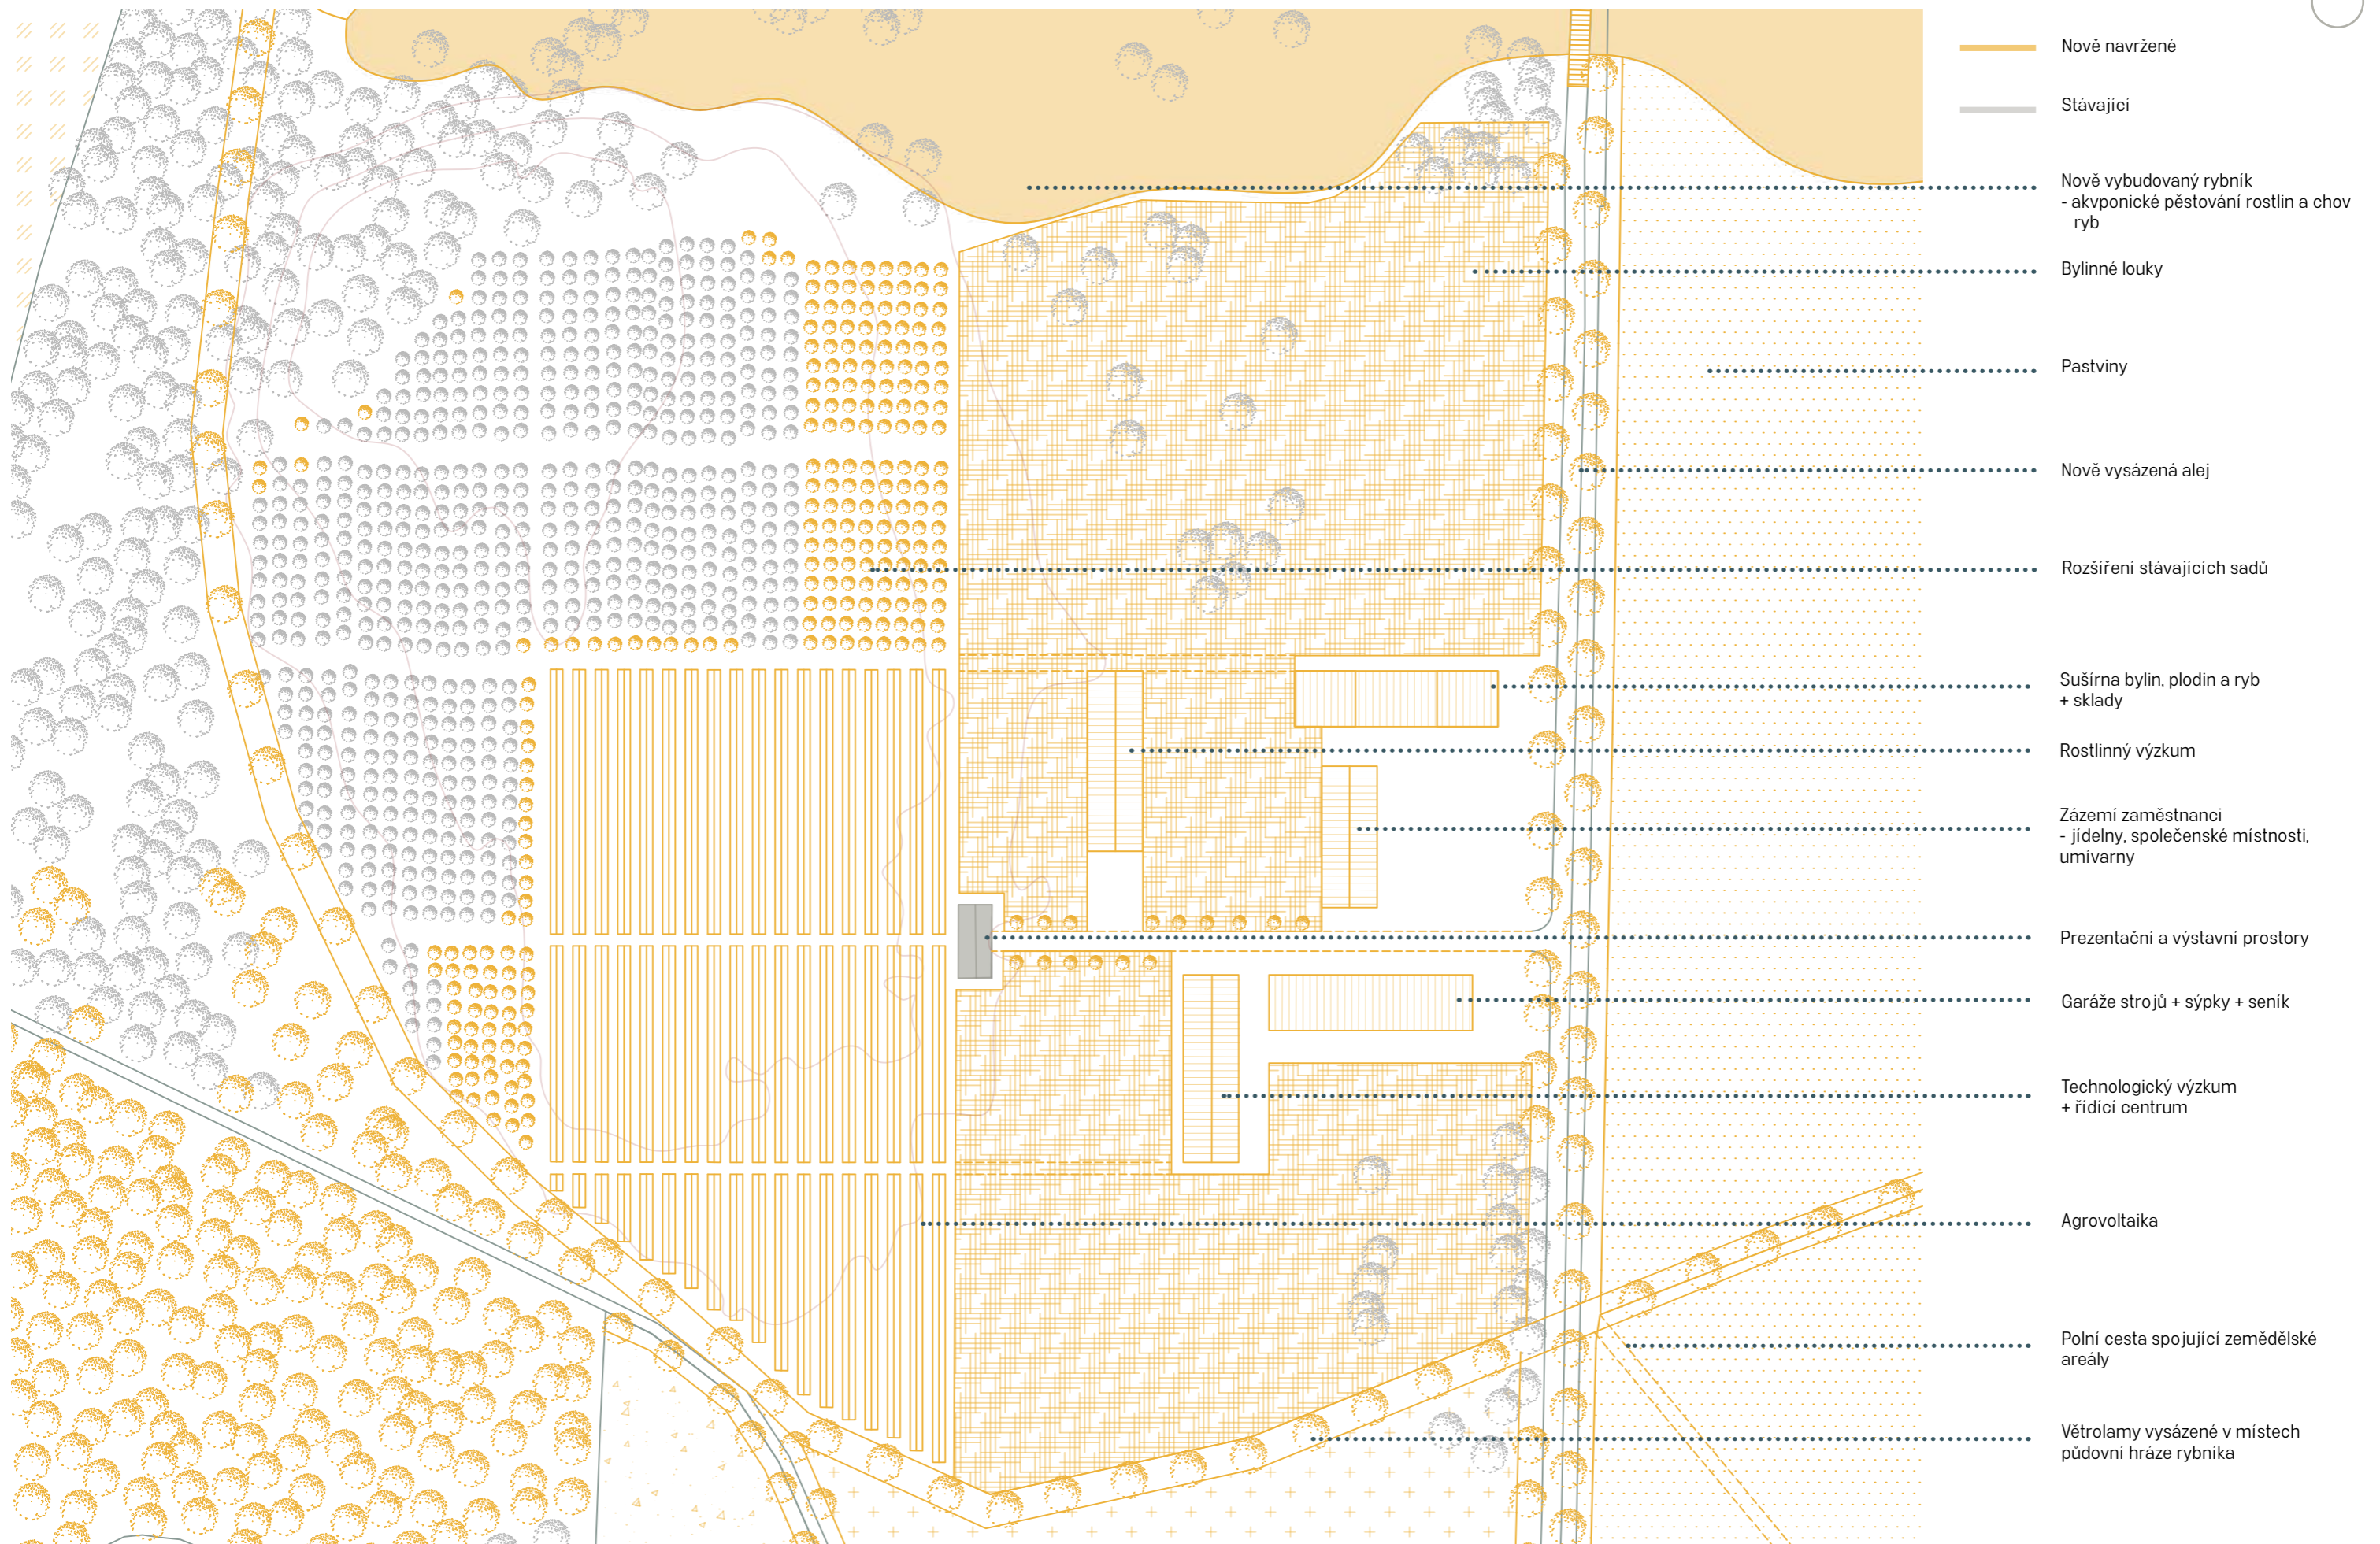 Nově navržené
Stávající
Nově vybudovaný rybník
- akvponické pěstování rostlin a chov
ryb
Bylinné louky
Pastviny
Nově vysázená alej
Rozšíření stávajících sadů
Sušírna bylin, plodin a ryb
+ sklady
Rostlinný výzkum
Zázemí zaměstnanci
- jídelny, společenské místnosti,
umívarny
Prezentační a výstavní prostory
Garáže strojů + sýpky + seník
Technologický výzkum
+ řídící centrum
Agrovoltaika
Polní cesta spojující zemědělské
areály
Větrolamy vysázené v místech
půdovní hráze rybníka